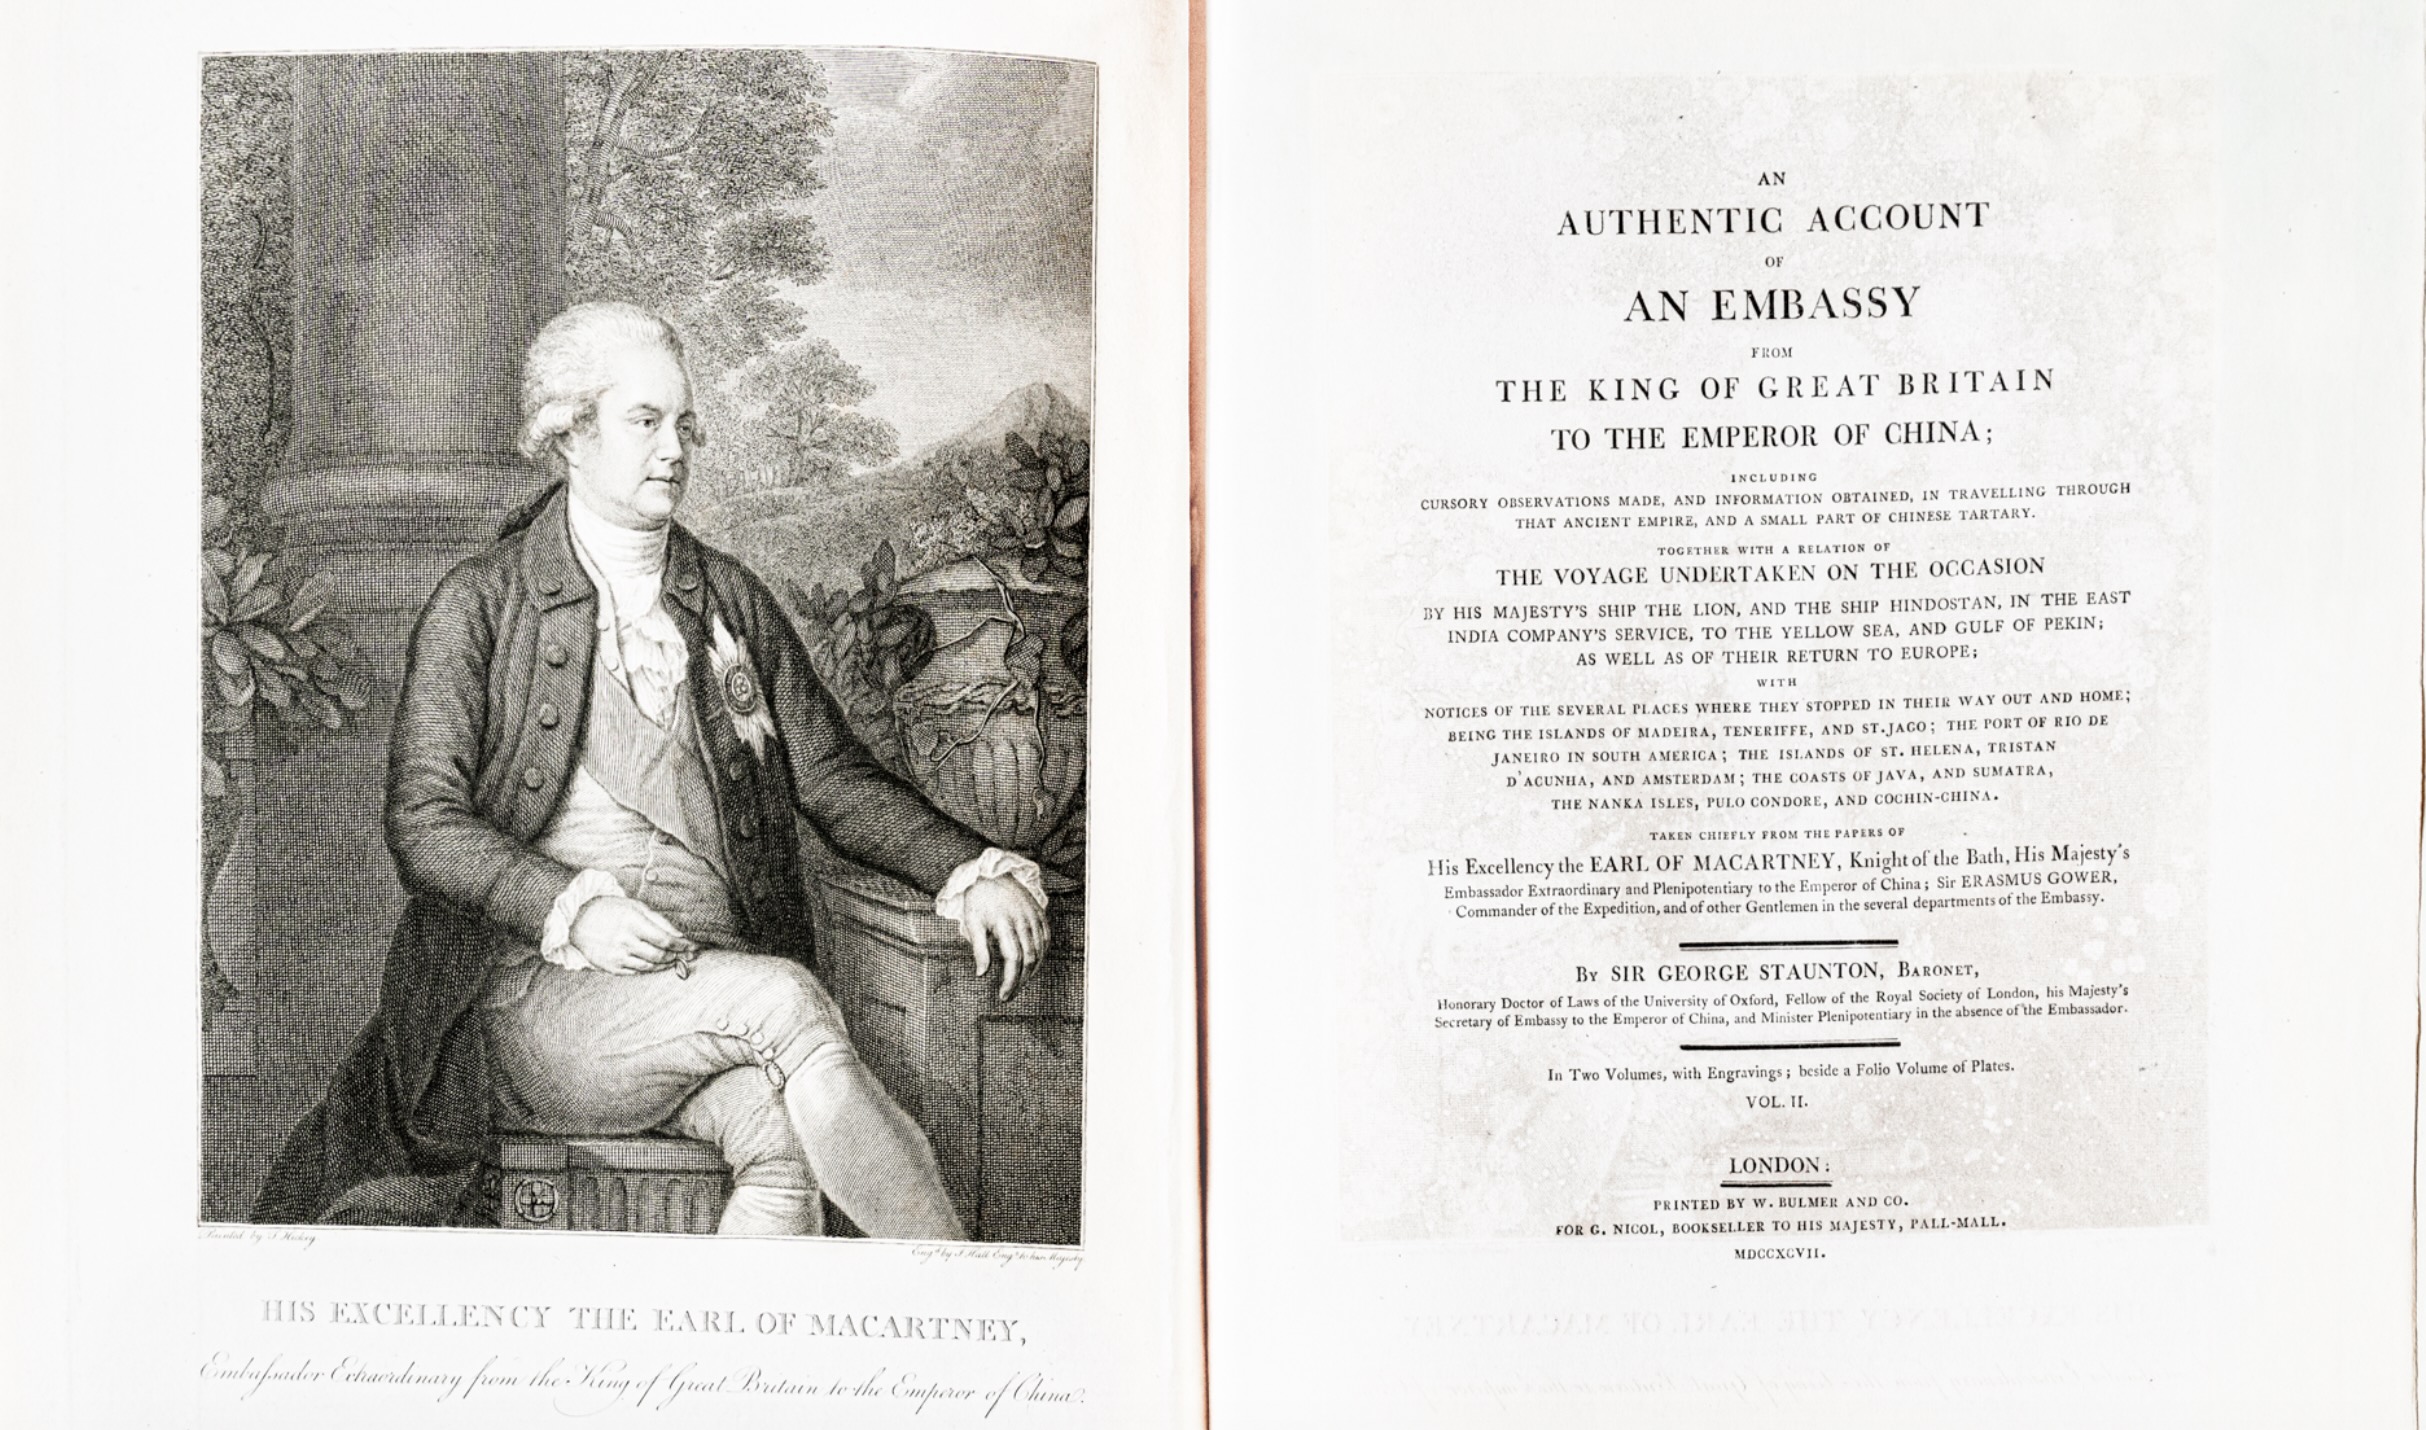 Painted by T. Hickey
Engd. by J. Hall Engr. to his Majesty.
HIS EXCELLENCY THE EARL OF MACARTNEY,
Embaſsador Extraordinary from the King of Great Britain to the Emperor of China.
AN
AUTHENTIC ACCOUNT
OF
AN EMBASSY
FROM
THE KING OF GREAT BRITAIN
TO THE EMPEROR OF CHINA;
INCLUDING
CURSORY OBSERVATIONS MADE, AND INFORMATION OBTAINED, IN TRAVELLING THROUGH
THAT ANCIENT EMPIRE, AND A SMALL PART OF CHINESE TARTARY.
TOGETHER WITH A RELATION OF
THE VOYAGE UNDERTAKEN ON THE OCCASION
BY HIS MAJESTY'S SHIP THE LION, AND THE SHIP HINDOSTAN, IN THE EAST
INDIA COMPANY'S SERVICE, TO THE YELLOW SEA, AND GULF OF PEKIN;
AS WELL AS OF THEIR RETURN TO EUROPE;
WITH
NOTICES OF THE SEVERAL PLACES WHERE THEY STOPPED IN THEIR WAY OUT AND HOME;
BEING THE ISLANDS OF MADEIRA, TENERIFFE, AND ST. JAGO; THE PORT OF RIO DE
JANEIRO IN SOUTH AMERICA; THE ISLANDS OF ST. HELENA, TRISTAN
D'ACUNHA, AND AMSTERDAM; THE COASTS OF JAVA, AND SUMATRA,
THE NANKA ISLES, PULO CONDORE, AND COCHIN-CHINA.
TAKEN CHIEFLY FROM THE PAPERS OF
His Excellency the EARL OF MACARTNEY, Knight of the Bath, His Majesty's
Embassador Extraordinary and Plenipotentiary to the Emperor of China; Sir ERASMUS GOWER,
Commander of the Expedition, and of other Gentlemen in the several departments of the Embassy.
By SIR GEORGE STAUNTON, Baronet,
Honorary Doctor of Laws of the University of Oxford, Fellow of the Royal Society of London, his Majesty's
Secretary of Embassy to the Emperor of China, and Minister Plenipotentiary in the absence of the Embassador.
In Two Volumes, with Engravings; beside a Folio Volume of Plates.
VOL. II.
LONDON:
PRINTED BY W. BULMER AND CO.
FOR G. NICOL, BOOKSELLER TO HIS MAJESTY, PALL-MALL.
MDCCXCVII.